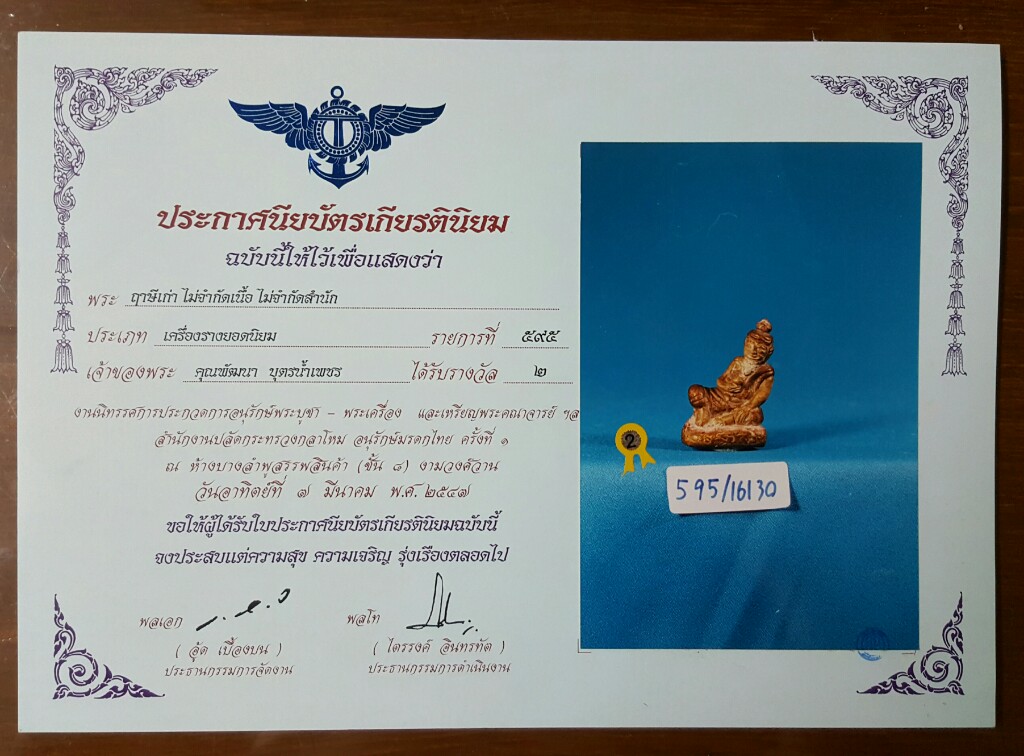 ประกาศนียบัตรเกียรตินิยม
ฉบับนี้ให้ไว้เพื่อแสดงว่า
พระ ฤาษีเก่า ไม่จำกัดเนื้อ ไม่จำกัดสำนัก
ประเภท เครื่องรางยอดนิยม รายการที่ ๕๙๕
เจ้าของพระ คุณพัฒนา บุตรน้ำเพชร ได้รับรางวัล ๒
งานนิทรรศการประกวดการอนุรักษ์พระบูชา - พระเครื่อง และเหรียญพระคณาจารย์ ฯล
สำนักงานปลัดกระทรวงกลาโหม อนุรักษ์มรดกไทย ครั้งที่ ๑
ณ ห้างบางลำพูสรรพสินค้า (ชั้น ๘) งามวงศ์วาน
วันอาทิตย์ที่ ๗ มีนาคม พ.ศ. ๒๕๔๗
ขอให้ผู้ได้รับใบประกาศนียบัตรเกียรตินิยมฉบับนี้
จงประสบแต่ความสุข ความเจริญ รุ่งเรืองตลอดไป
พลเอก พลโท
( อู้ด เบื้องบน ) ( ไตรรงค์ อินทรทัต )
ประธานกรรมการจัดงาน ประธานกรรมการดำเนินงาน
2
595/16130